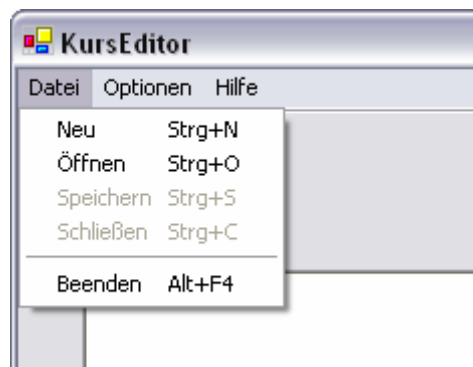 KursEditor
Datei Optionen Hilfe
Neu Strg+N
Öffnen Strg+O
Speichern Strg+S
Schließen Strg+C
Beenden Alt+F4